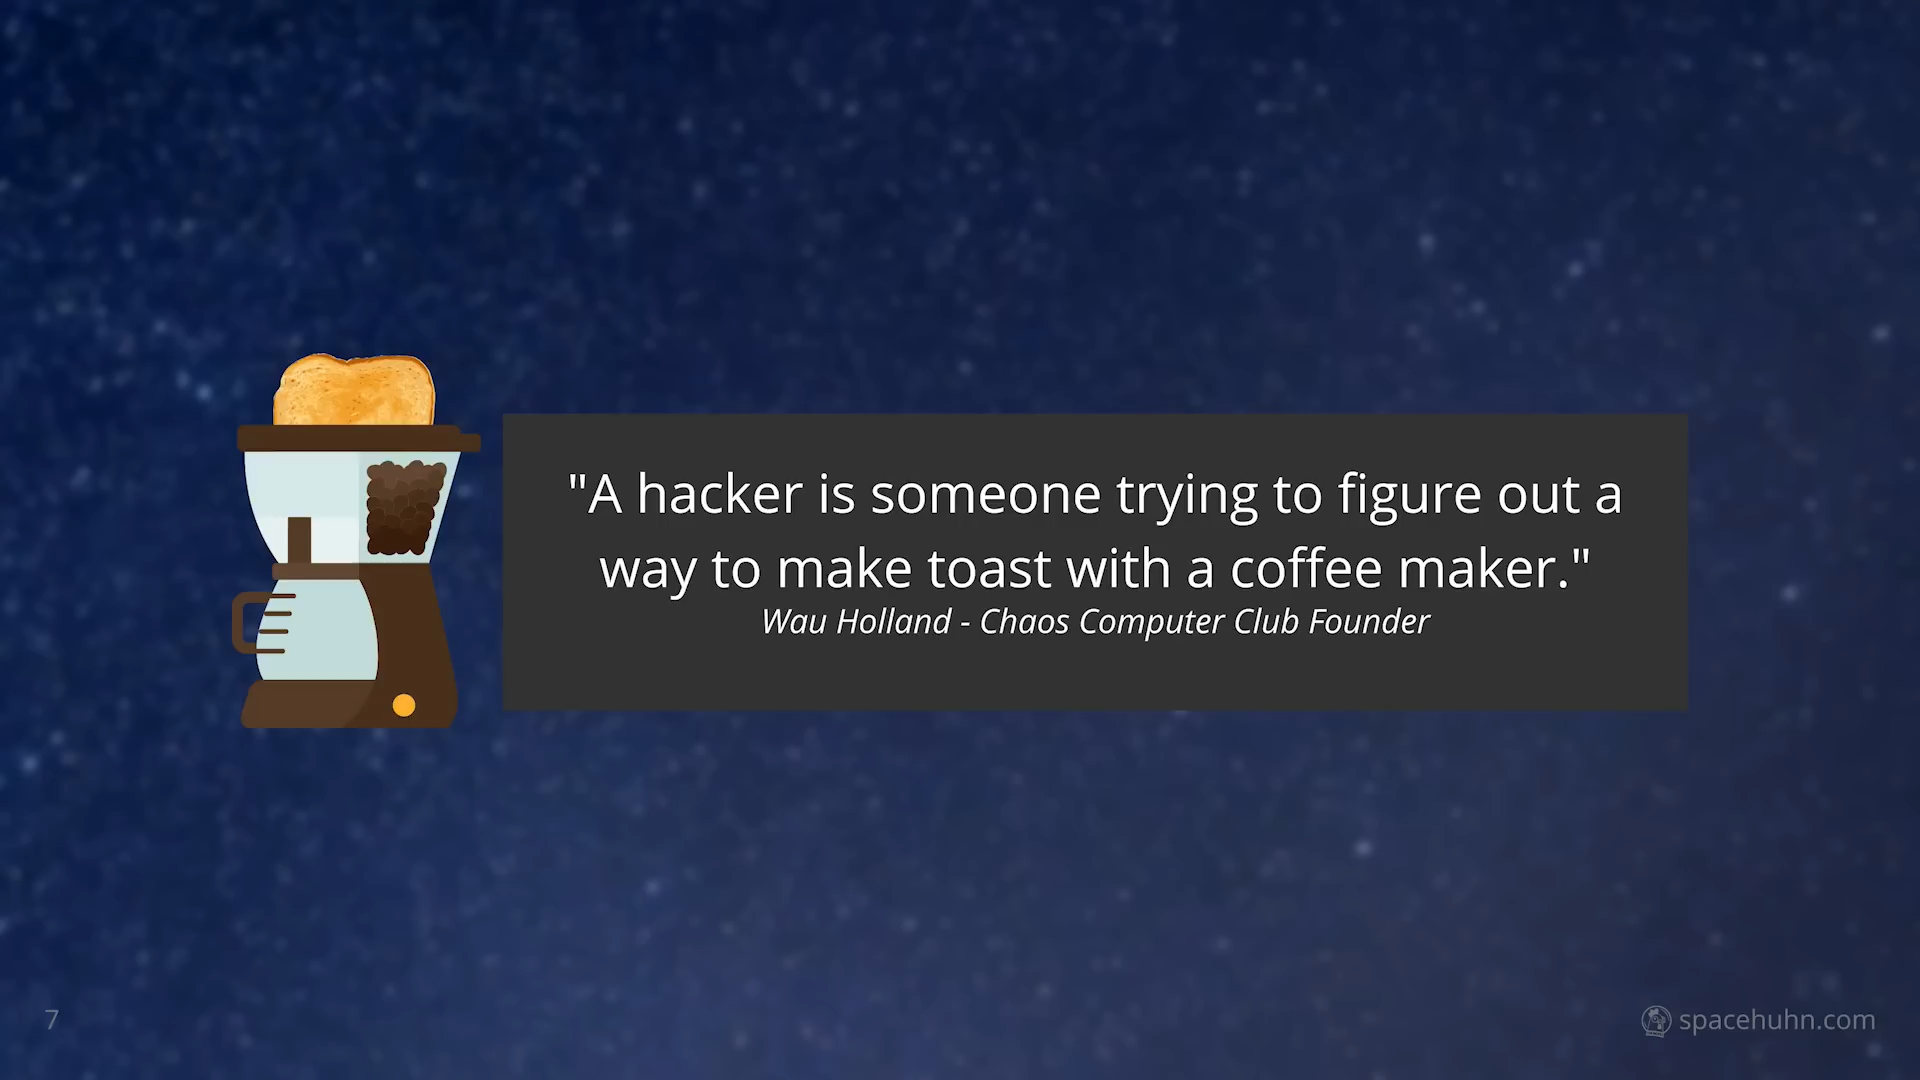 "A hacker is someone trying to figure out a
way to make toast with a coffee maker."
Wau Holland - Chaos Computer Club Founder
7
spacehuhn.com